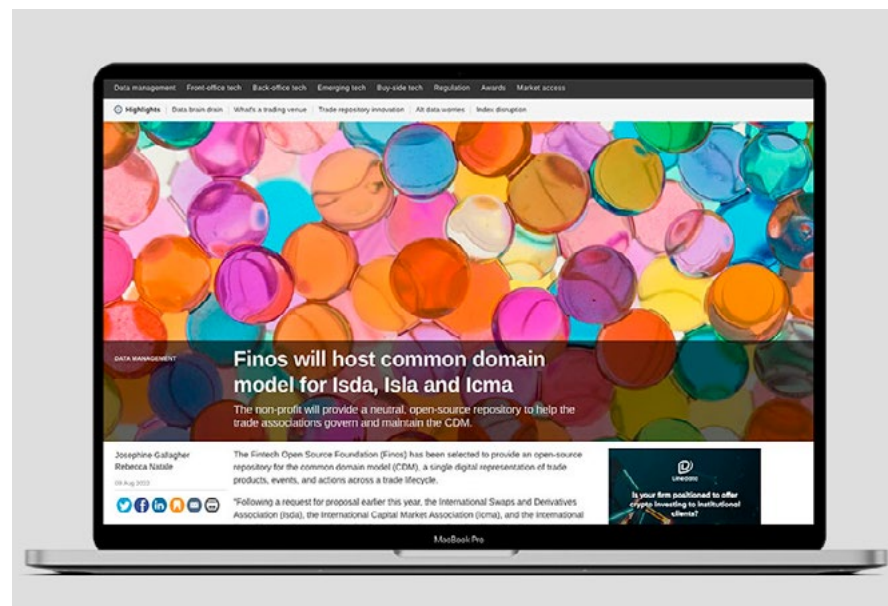 Data management Front-office tech Back-office tech Emerging tech Buy-side tech Regulation Awards Market access
Highlights Data brain drain What's a trading venue Trade repository innovation Alt data worries Index disruption
DATA MANAGEMENT
Finos will host common domain
model for Isda, Isla and Icma
The non-profit will provide a neutral, open-source repository to help the
trade associations govern and maintain the CDM.
Josephine Gallagher
Rebecca Natale
The Fintech Open Source Foundation (Finos) has been selected to provide an open-source
repository for the common domain model (CDM), a single digital representation of trade
products, events, and actions across a trade lifecycle.
"Following a request for proposal earlier this year, the International Swaps and Derivatives
Association (Isda), the International Capital Market Association (Icma), and the International
09 Aug 2022
Linedata
Is your firm positioned to offer
crypto investing to institutional
clients?
MacBook Pro